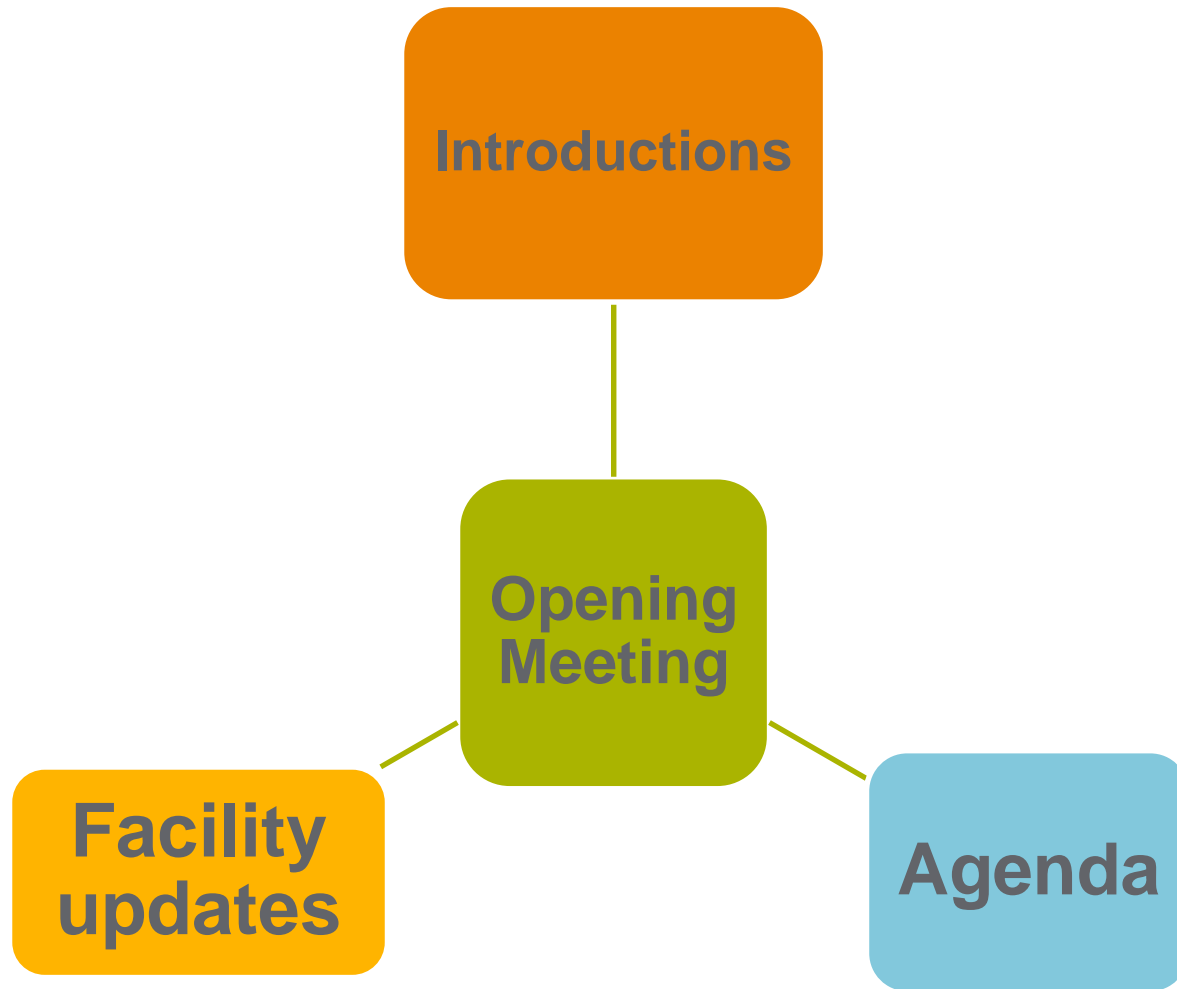 Introductions
Opening
Meeting
Facility
updates
Agenda